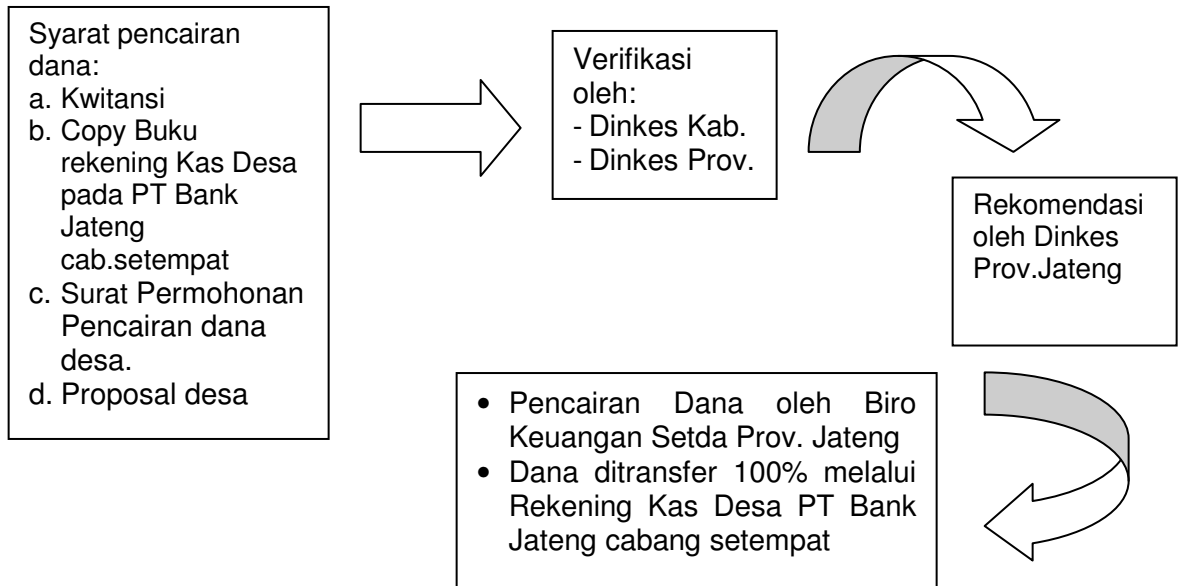 Syarat pencairan
dana:
a. Kwitansi
b. Copy Buku
rekening Kas Desa
pada PT Bank
Jateng
cab.setempat
c. Surat Permohonan
Pencairan dana
desa.
d. Proposal desa
Verifikasi
oleh:
- Dinkes Kab.
- Dinkes Prov.
Rekomendasi
oleh Dinkes
Prov.Jateng
• Pencairan Dana oleh Biro
Keuangan Setda Prov. Jateng
• Dana ditransfer 100% melalui
Rekening Kas Desa PT Bank
Jateng cabang setempat